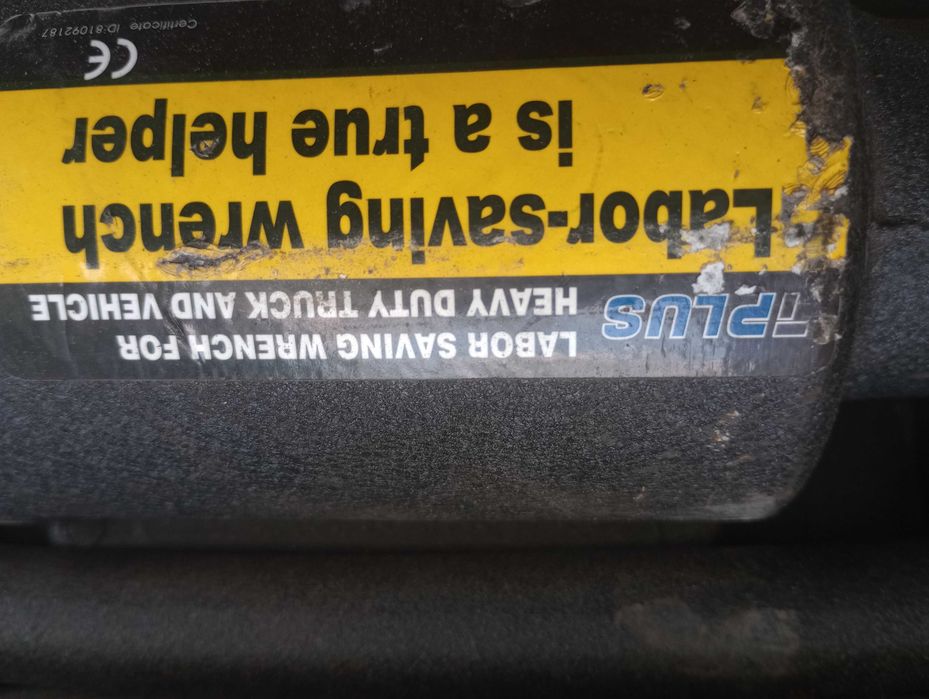 LABOR SAVING WRENCH FOR
PLUS HEAVY DUTY TRUCK AND VEHICLE
Labor-saving wrench
is a true helper
CE
Certificate ID:81092187